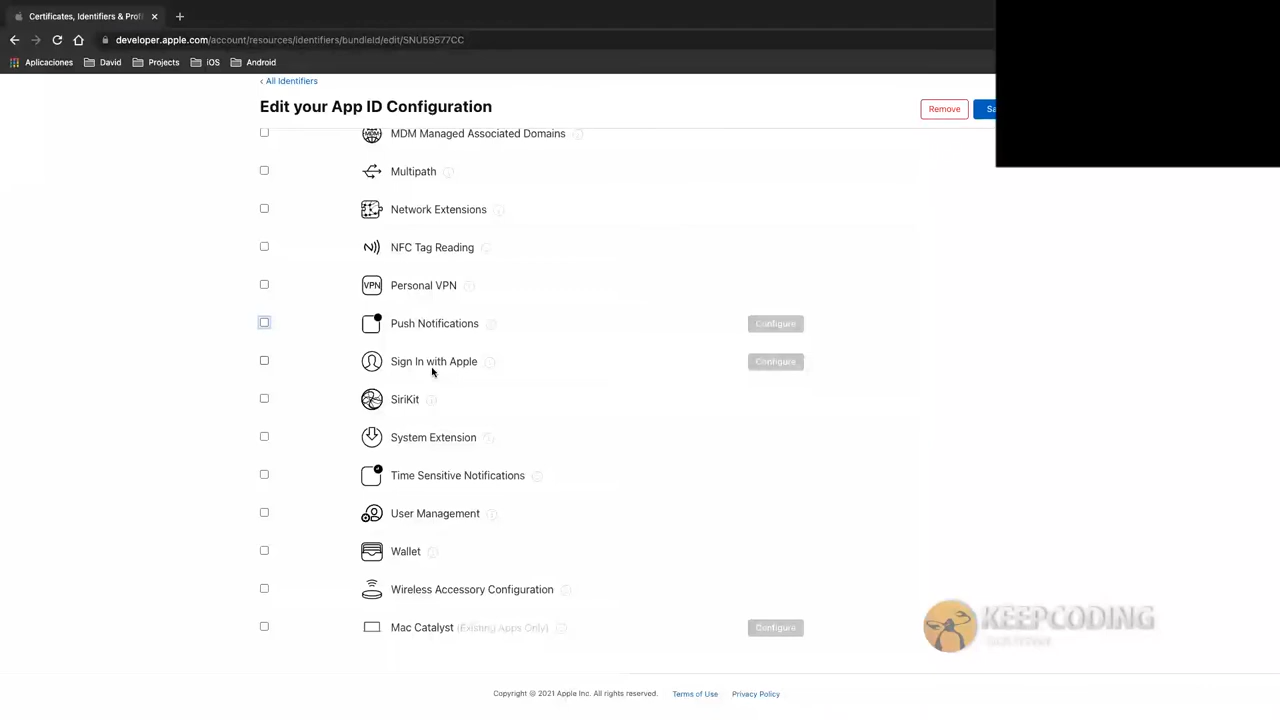 Certificates, Identifiers & Prof
developer.apple.com/account/resources/identifiers/bundleId/edit/SNU59577CC
Aplicaciones David Projects iOS Android
‹ All Identifiers
Edit your App ID Configuration
Remove
Sa
MDM Managed Associated Domains
Multipath
Network Extensions
NFC Tag Reading
VPN Personal VPN
Push Notifications Configure
Sign In with Apple Configure
SiriKit
System Extension
Time Sensitive Notifications
User Management
Wallet
Wireless Accessory Configuration
Mac Catalyst (Existing Apps Only) Configure
KEEPCODING
Copyright © 2021 Apple Inc. All rights reserved. Terms of Use Privacy Policy